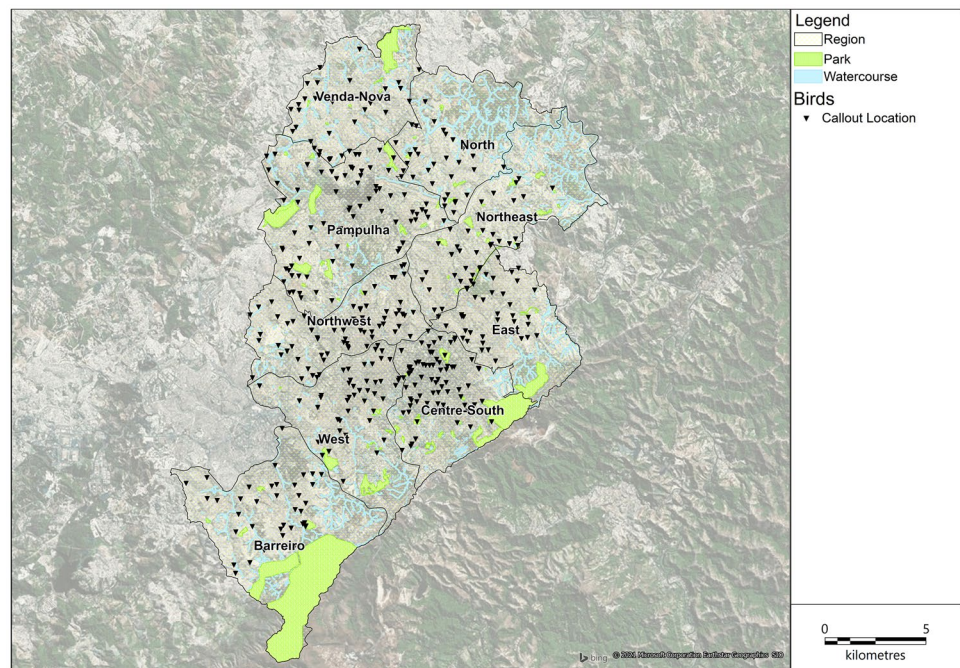 Legend
Region
Park
Watercourse
Birds
Callout Location
Venda-Nova
North
Northeast
Pampulha
Northwest
East
Centre-South
West
Barreiro
0 5
kilometres
bing
© 2021 Microsoft Corporation Earthstar Geographics SIO